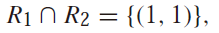 R1 ∩ R2 = {(1, 1)},